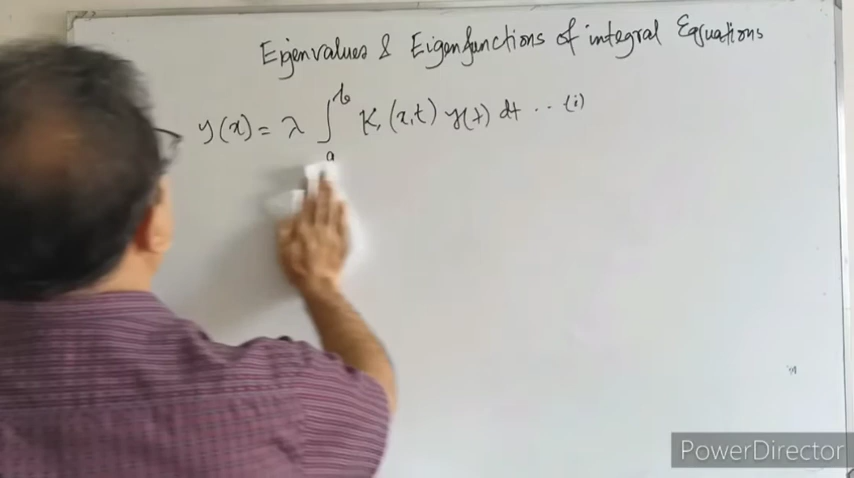 Eigenvalues & Eigenfunctions of integral Equations
y(x) = λ ∫_a^b K(x,t) y(t) dt .. (i)
PowerDirector